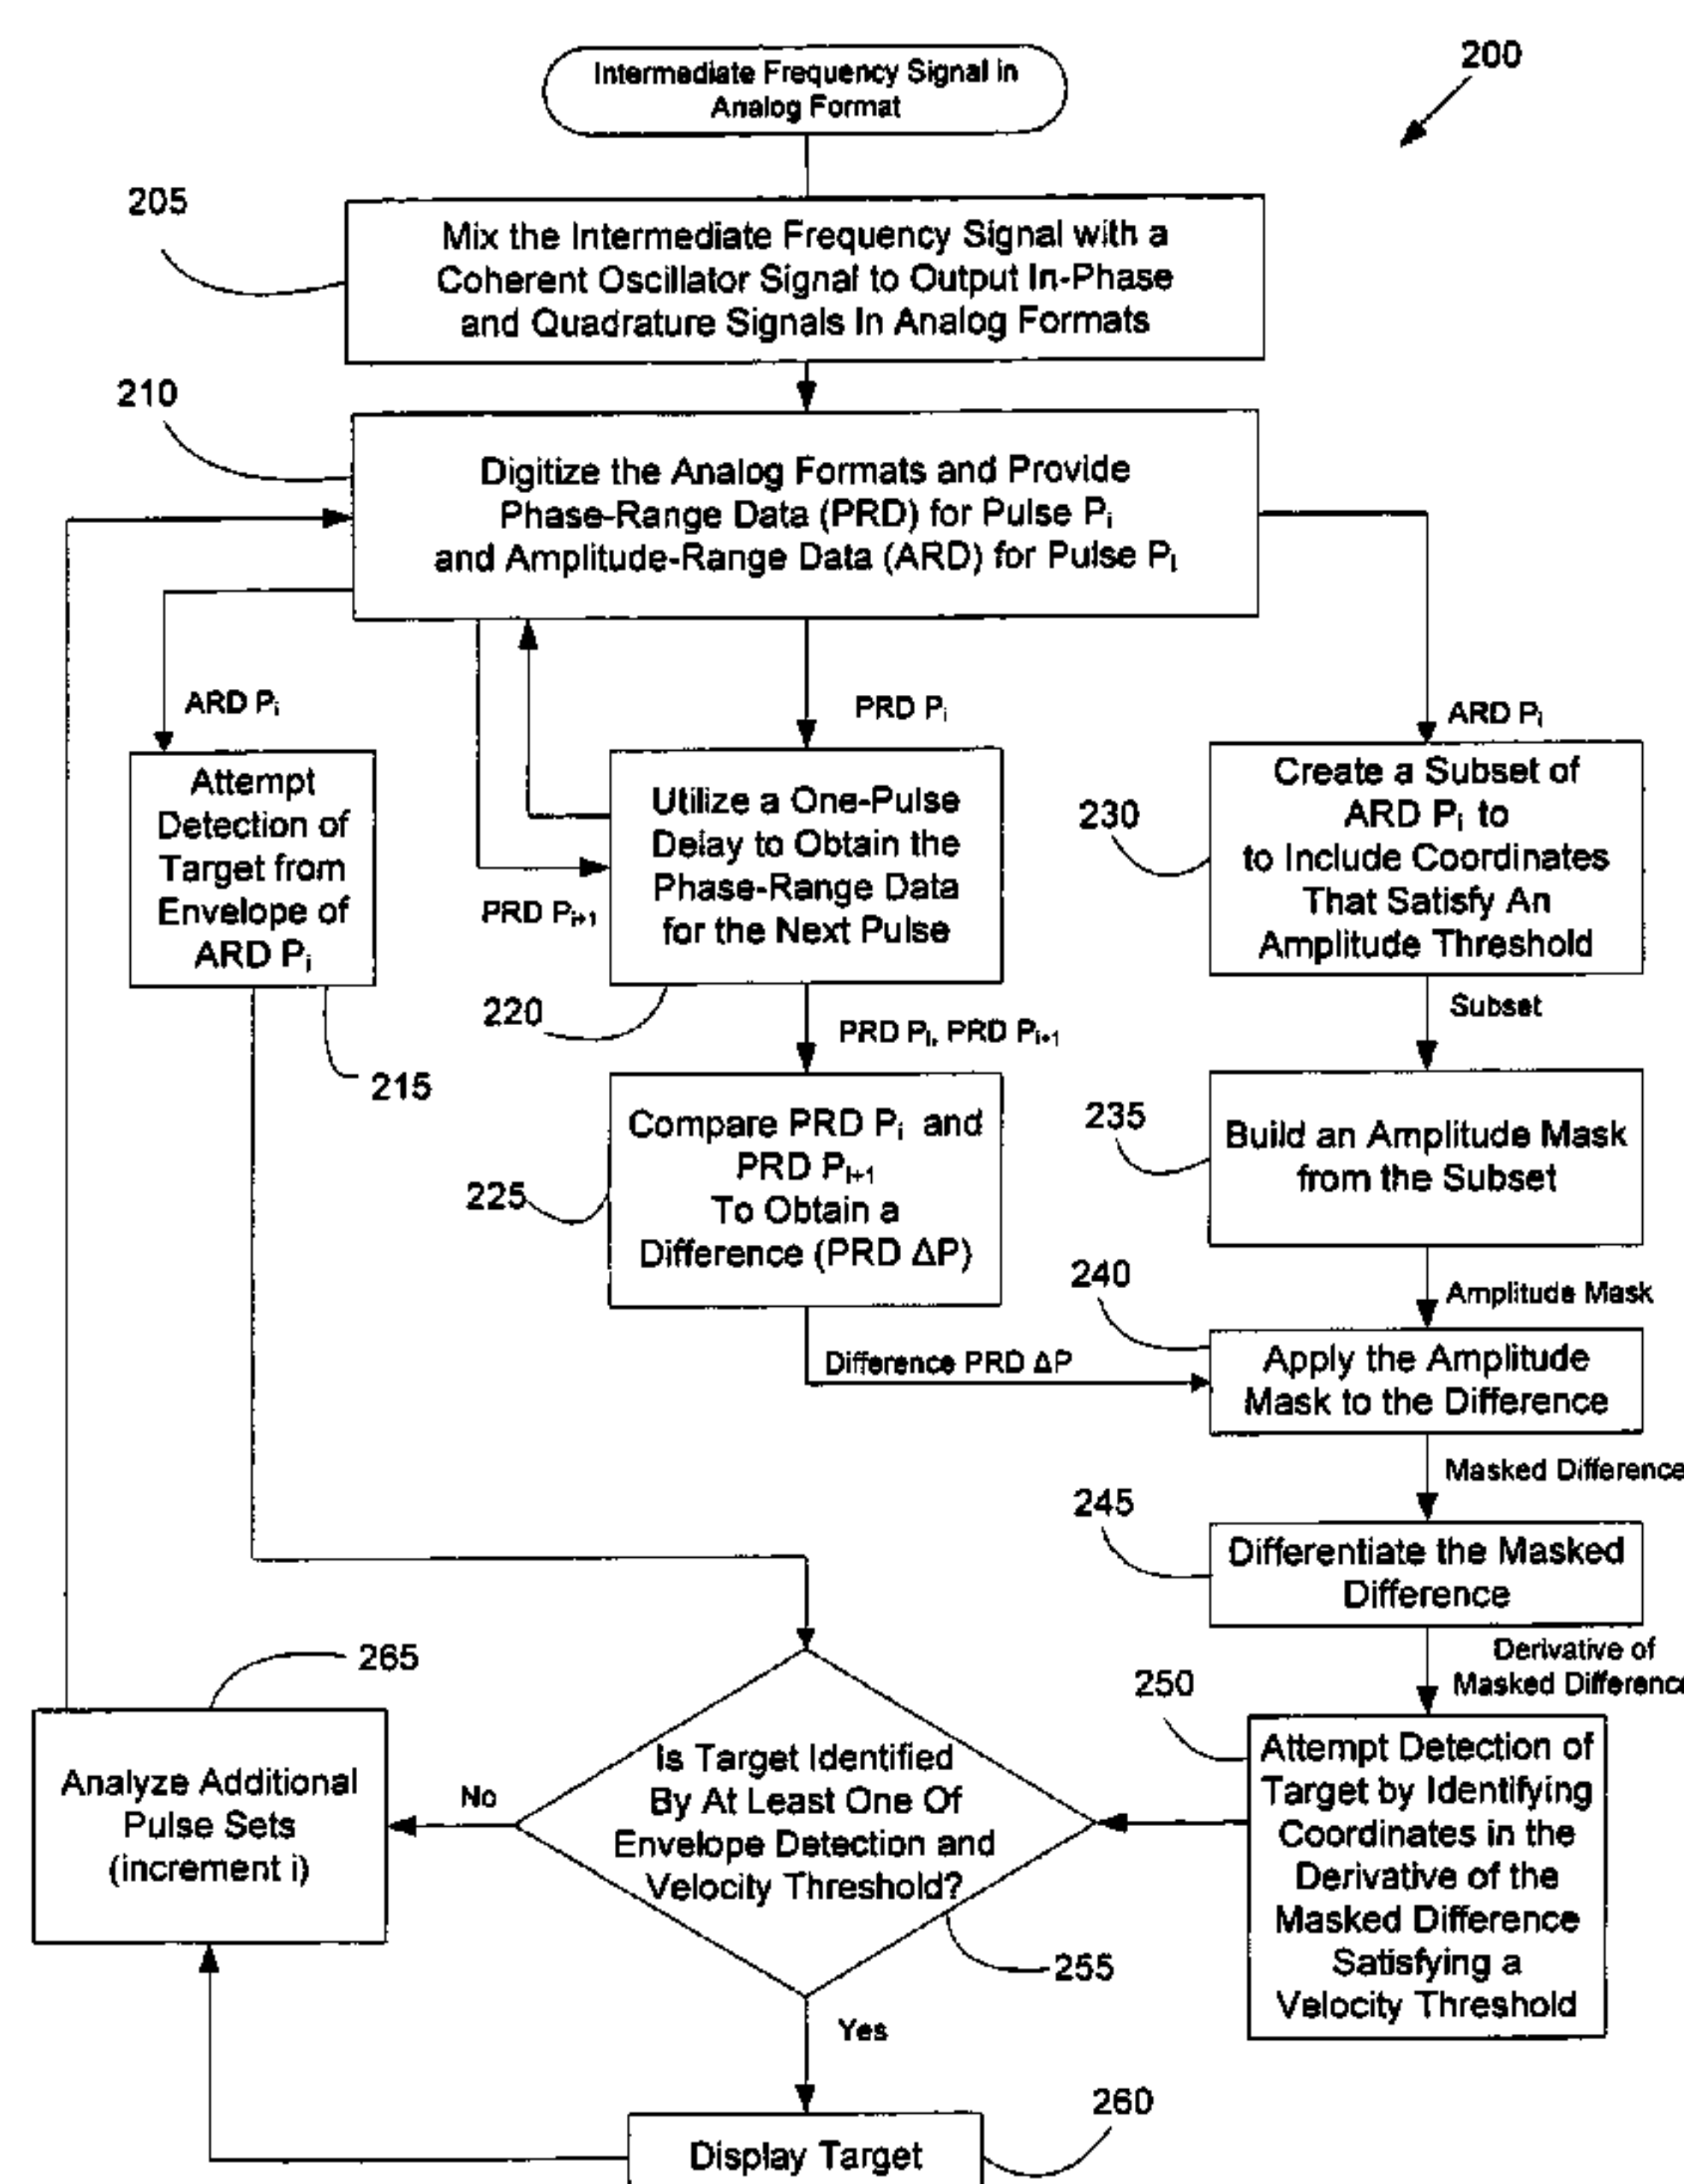 Intermediate Frequency Signal in
Analog Format
200
205
Mix the Intermediate Frequency Signal with a
Coherent Oscillator Signal to Output In-Phase
and Quadrature Signals In Analog Formats
210
Digitize the Analog Formats and Provide
Phase-Range Data (PRD) for Pulse Pi
and Amplitude-Range Data (ARD) for Pulse Pi
ARD Pi
PRD Pi
ARD Pi
Attempt
Detection of
Target from
Envelope of
ARD Pi
215
PRD Pi+1
Utilize a One-Pulse
Delay to Obtain the
Phase-Range Data
for the Next Pulse
220
230
Create a Subset of
ARD Pi to
to Include Coordinates
That Satisfy An
Amplitude Threshold
Subset
PRD Pi, PRD Pi+1
225
Compare PRD Pi and
PRD Pi+1
To Obtain a
Difference (PRD ΔP)
235
Build an Amplitude Mask
from the Subset
240
Amplitude Mask
Difference PRD ΔP
Apply the Amplitude
Mask to the Difference
Masked Difference
245
Differentiate the Masked
Difference
Derivative of
Masked Difference
250
Attempt Detection of
Target by Identifying
Coordinates in the
Derivative of the
Masked Difference
Satisfying a
Velocity Threshold
265
Analyze Additional
Pulse Sets
(increment i)
No
Is Target Identified
By At Least One Of
Envelope Detection and
Velocity Threshold?
255
Yes
260
Display Target